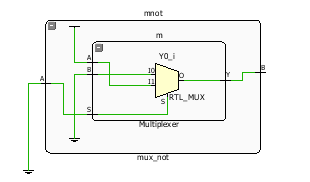 mnot
m
Y0_i
A
B
A
B
S
I0
I1
S
O
RTL_MUX
Y
B
Multiplexer
mux_not